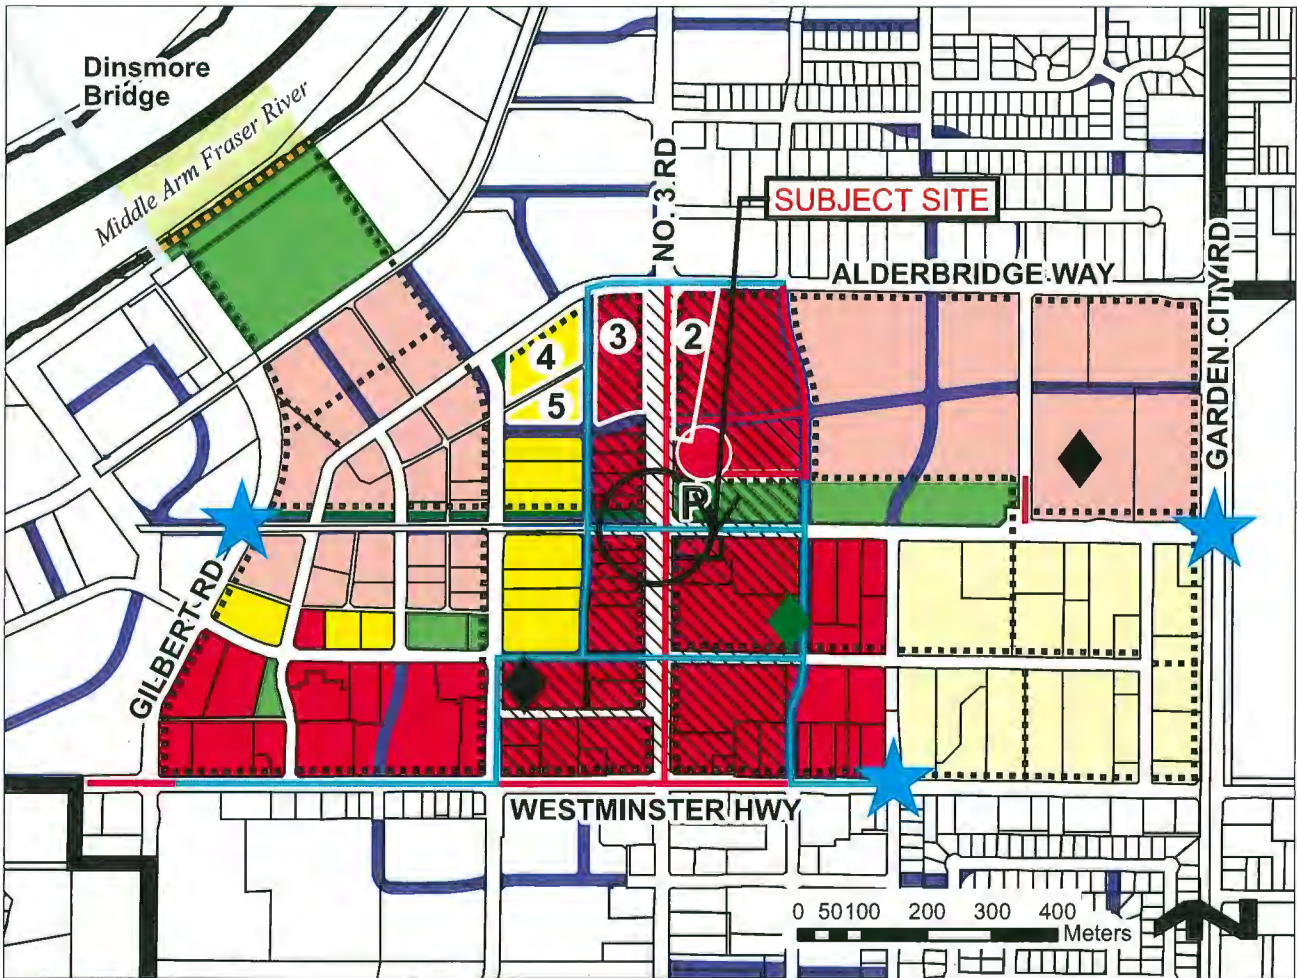 Dinsmore
Bridge
Middle Arm Fraser River
NO. 3 RD
SUBJECT SITE
ALDERBRIDGE WAY
GARDEN CITY RD
3
2
4
5
P
GILBERT RD
WESTMINSTER HWY
0 50 100 200 300 400
Meters